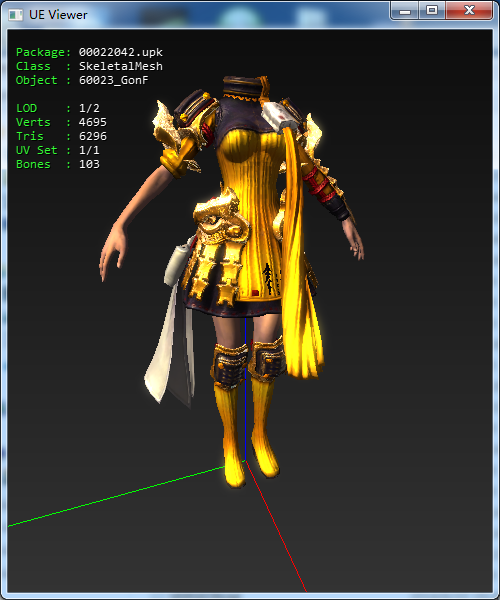 UE Viewer
Package: 00022042.upk
Class : SkeletalMesh
Object : 60023_GonF
LOD : 1/2
Verts : 4695
Tris : 6296
UV Set : 1/1
Bones : 103